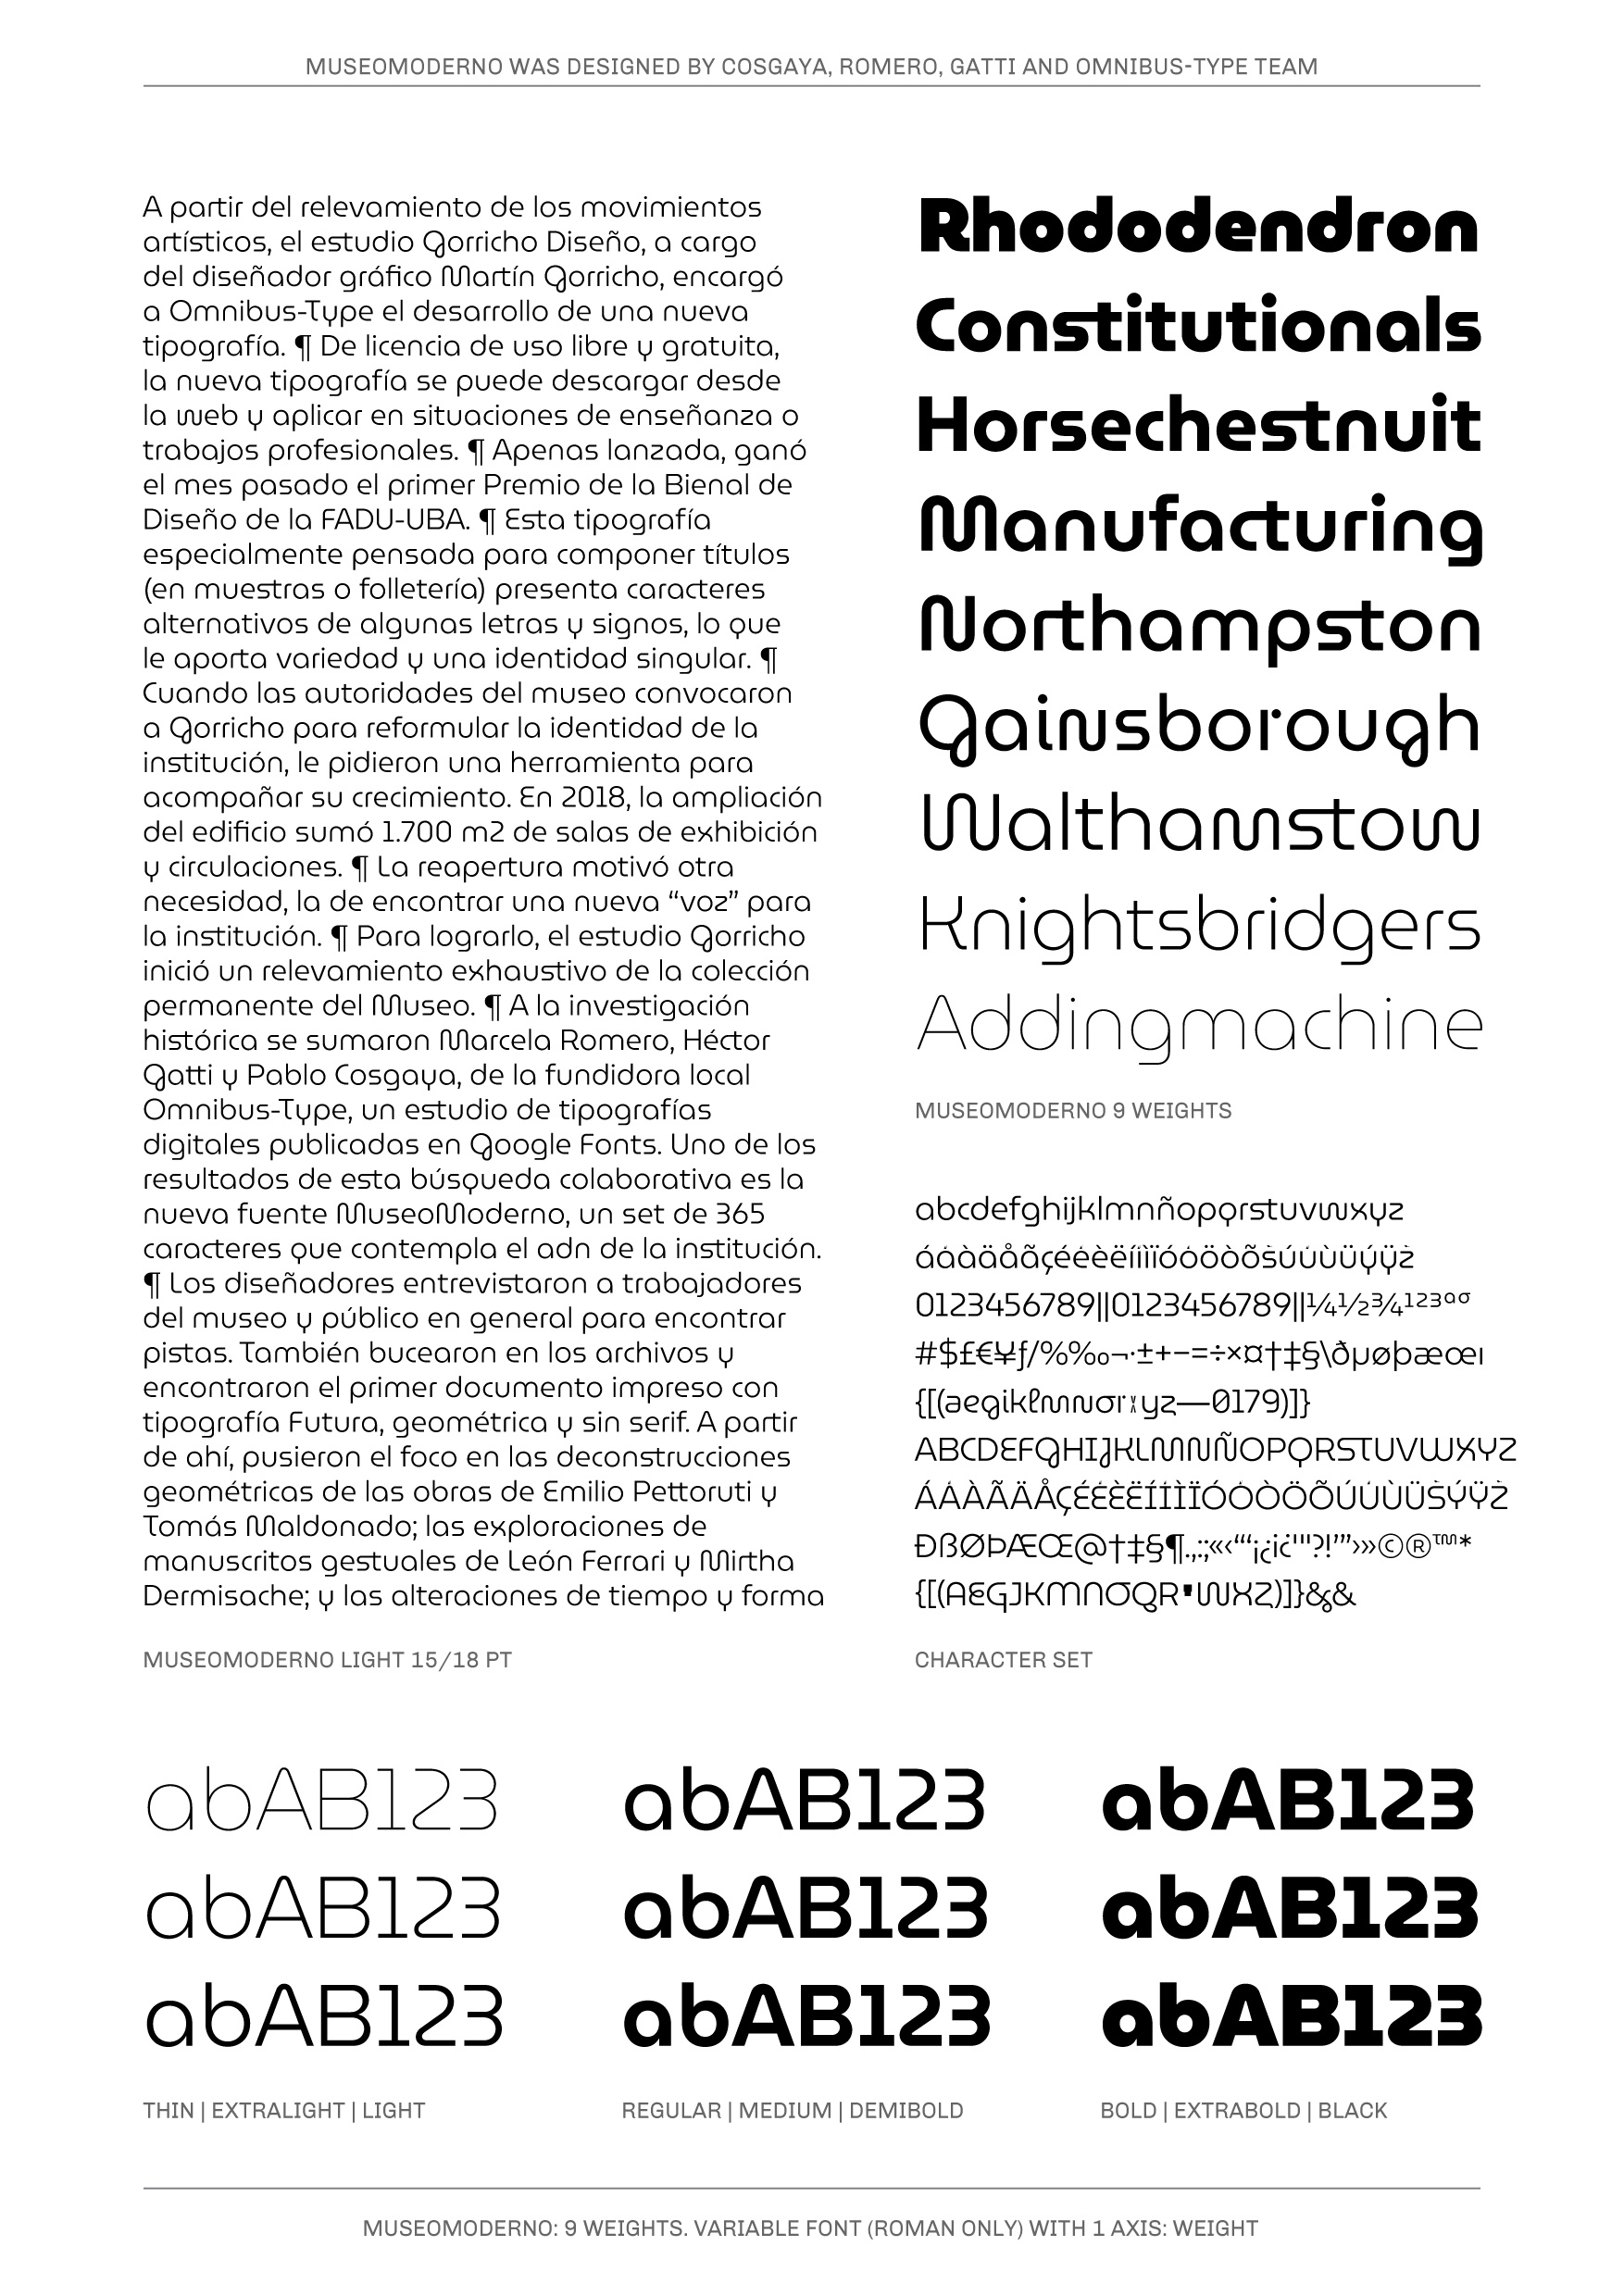 MUSEOMODERNO WAS DESIGNED BY COSGAYA, ROMERO, GATTI AND OMNIBUS-TYPE TEAM
A partir del relevamiento de los movimientos
artísticos, el estudio Gorricho Diseño, a cargo
del diseñador gráfico Martín Gorricho, encargó
a Omnibus-Type el desarrollo de una nueva
tipografía. ¶ De licencia de uso libre y gratuita,
la nueva tipografía se puede descargar desde
la web y aplicar en situaciones de enseñanza o
trabajos profesionales. ¶ Apenas lanzada, ganó
el mes pasado el primer Premio de la Bienal de
Diseño de la FADU-UBA. ¶ Esta tipografía
especialmente pensada para componer títulos
(en muestras o folletería) presenta caracteres
alternativos de algunas letras y signos, lo que
le aporta variedad y una identidad singular. ¶
Cuando las autoridades del museo convocaron
a Gorricho para reformular la identidad de la
institución, le pidieron una herramienta para
acompañar su crecimiento. En 2018, la ampliación
del edificio sumó 1.700 m2 de salas de exhibición
y circulaciones. ¶ La reapertura motivó otra
necesidad, la de encontrar una nueva “voz” para
la institución. ¶ Para lograrlo, el estudio Gorricho
inició un relevamiento exhaustivo de la colección
permanente del Museo. ¶ A la investigación
histórica se sumaron Marcela Romero, Héctor
Gatti y Pablo Cosgaya, de la fundidora local
Omnibus-Type, un estudio de tipografías
digitales publicadas en Google Fonts. Uno de los
resultados de esta búsqueda colaborativa es la
nueva fuente MuseoModerno, un set de 365
caracteres que contempla el adn de la institución.
¶ Los diseñadores entrevistaron a trabajadores
del museo y público en general para encontrar
pistas. También bucearon en los archivos y
encontraron el primer documento impreso con
tipografía Futura, geométrica y sin serif. A partir
de ahí, pusieron el foco en las deconstrucciones
geométricas de las obras de Emilio Pettoruti y
Tomás Maldonado; las exploraciones de
manuscritos gestuales de León Ferrari y Mirtha
Dermisache; y las alteraciones de tiempo y forma
MUSEOMODERNO LIGHT 15/18 PT
Rhododendron
Constitutionals
Horsechestnuit
Manufacturing
Northampston
Gainsborough
Walthamstow
Knightsbridgers
Addingmachine
MUSEOMODERNO 9 WEIGHTS
abcdefghijklmnñopqrstuvwxyz
áȧàäåãçéėèëíiìïóȯöòõšúu̇ùüýÿž
0123456789||0123456789||¼½¾¹²³ªº
#$£€¥ƒ/%‰¬·±+−=÷×¤†‡§\ðµøþæœı
{[(aegikℓmnor yz—0179)]}
ABCDEFGHIJKLMNÑOPQRSTUVWXYZ
ÁȦÀÃÄÅÇÉĖÈËÍİÌÏÓȮÒÖÕÚU̇ÙÜŠÝŸŽ
ÐßØÞÆŒ@†‡§¶.,:;«‹“‘¡¿¡¿'"?!’”›»©®™*
{[(AEGJKMNOQR WXZ)]}&&
CHARACTER SET
abAB123 abAB123 abAB123
abAB123 abAB123 abAB123
abAB123 abAB123 abAB123
THIN | EXTRALIGHT | LIGHT
REGULAR | MEDIUM | DEMIBOLD
BOLD | EXTRABOLD | BLACK
MUSEOMODERNO: 9 WEIGHTS. VARIABLE FONT (ROMAN ONLY) WITH 1 AXIS: WEIGHT